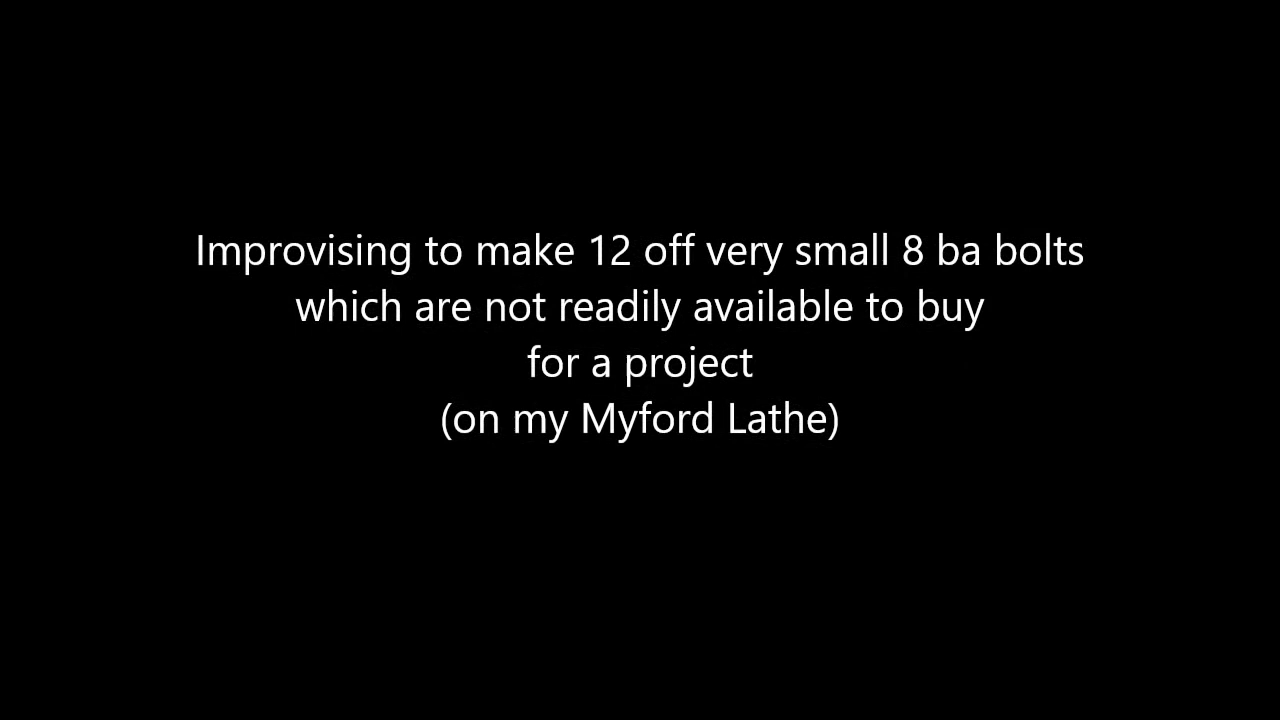 Improvising to make 12 off very small 8 ba bolts
which are not readily available to buy
for a project
(on my Myford Lathe)